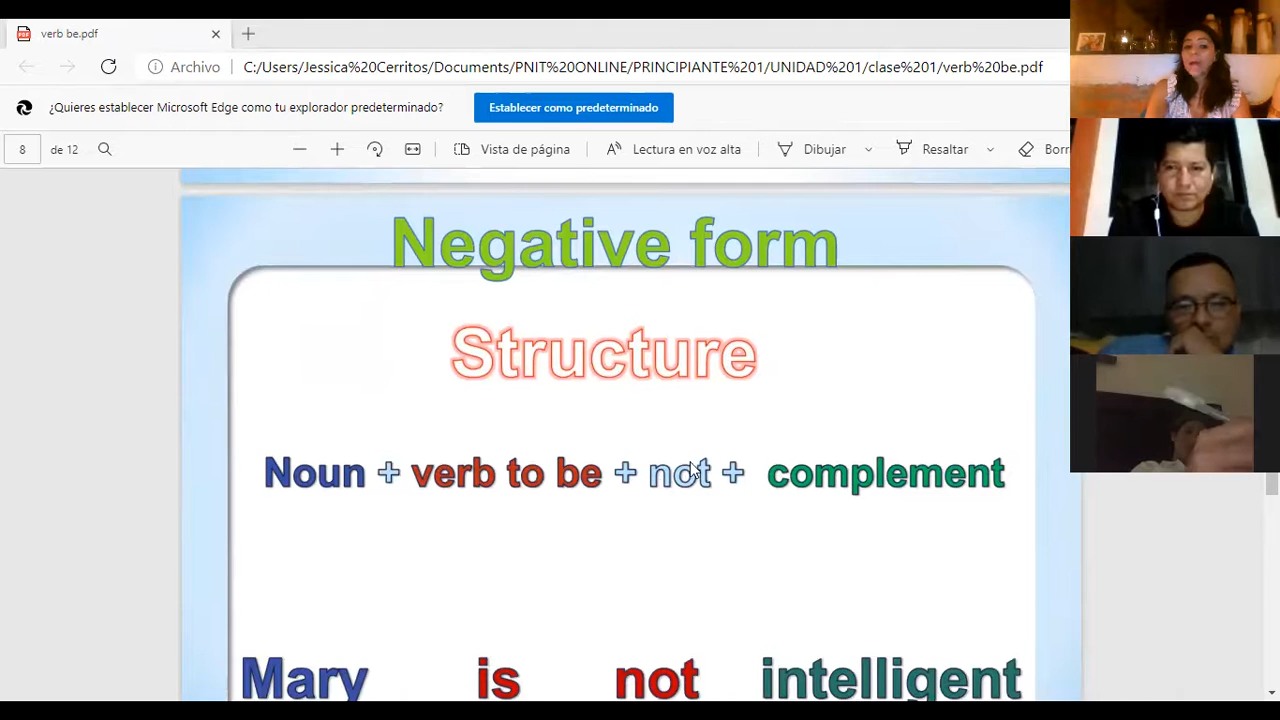 verb be.pdf
Archivo C:/Users/Jessica%20Cerritos/Documents/PNIT%20ONLINE/PRINCIPIANTE%201/UNIDAD%201/clase%201/verb%20be.pdf
¿Quieres establecer Microsoft Edge como tu explorador predeterminado? Establecer como predeterminado
8 de 12 Vista de página Lectura en voz alta Dibujar Resaltar Borr
Negative form
Structure
Noun + verb to be + not + complement
Mary is not intelligent